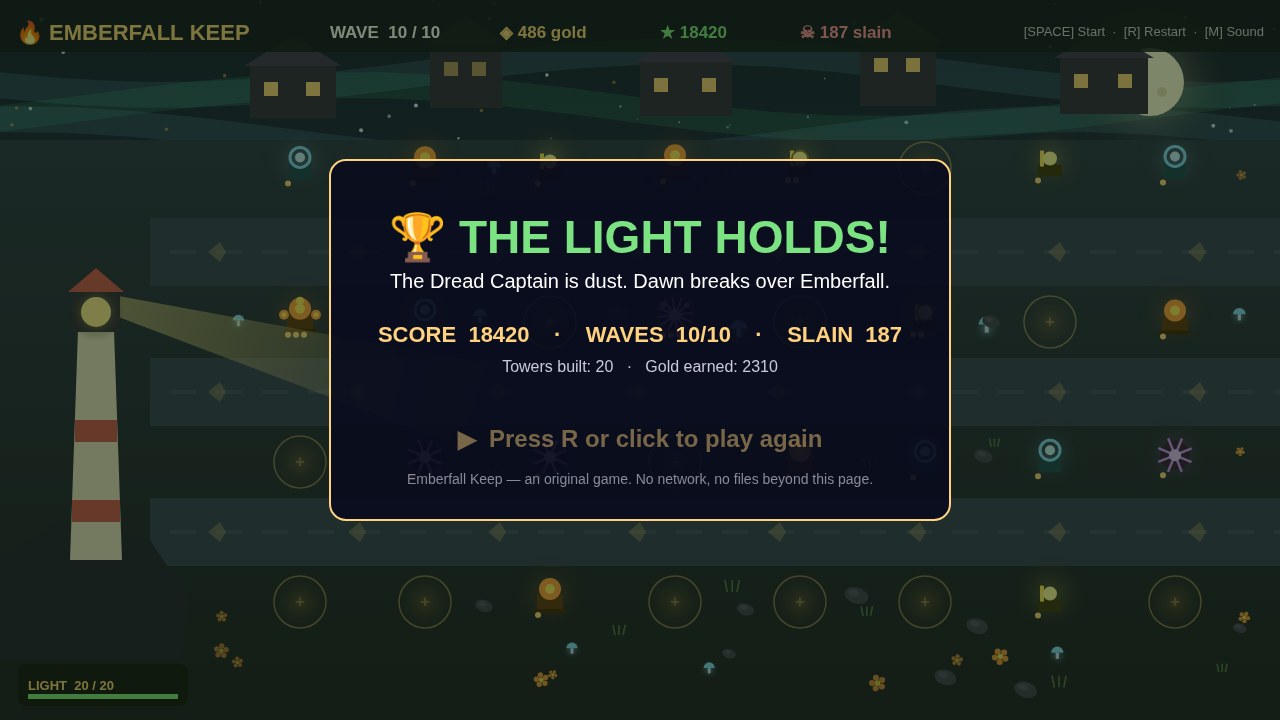 🔥 EMBERFALL KEEP WAVE 10 / 10 ◈ 486 gold ★ 18420 ☠ 187 slain [SPACE] Start · [R] Restart · [M] Sound
🏆 THE LIGHT HOLDS!
The Dread Captain is dust. Dawn breaks over Emberfall.
SCORE 18420 · WAVES 10/10 · SLAIN 187
Towers built: 20 · Gold earned: 2310
▶ Press R or click to play again
Emberfall Keep — an original game. No network, no files beyond this page.
LIGHT 20 / 20